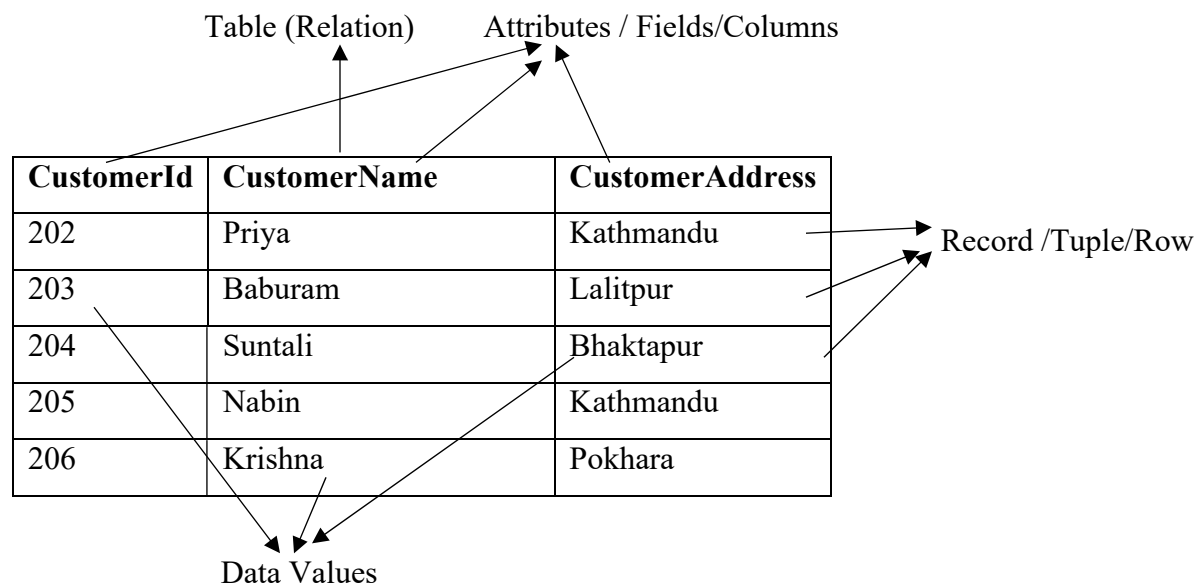 Table (Relation) Attributes / Fields/Columns
CustomerId CustomerName CustomerAddress
202 Priya Kathmandu
Record /Tuple/Row
203 Baburam Lalitpur
204 Suntali Bhaktapur
205 Nabin Kathmandu
206 Krishna Pokhara
Data Values